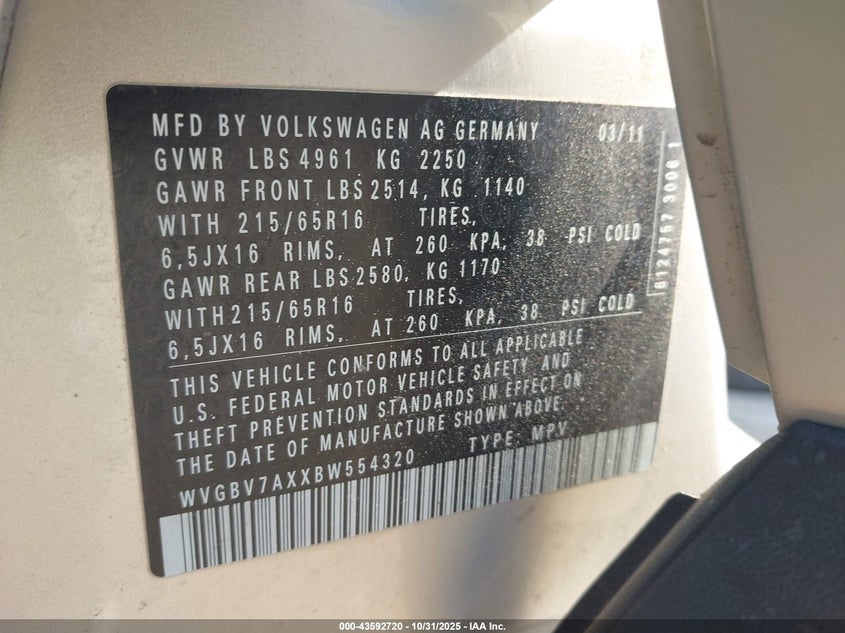 MFD BY VOLKSWAGEN AG GERMANY 03/11
GVWR LBS 4961 KG 2250
GAWR FRONT LBS 2514, KG 1140
WITH 215/65R16 TIRES,
6,5JX16 RIMS, AT 260 KPA, 38 PSI COLD
GAWR REAR LBS 2580, KG 1170
WITH 215/65R16 TIRES,
6,5JX16 RIMS, AT 260 KPA, 38 PSI COLD
THIS VEHICLE CONFORMS TO ALL APPLICABLE
U.S. FEDERAL MOTOR VEHICLE SAFETY AND
THEFT PREVENTION STANDARDS IN EFFECT ON
THE DATE OF MANUFACTURE SHOWN ABOVE.
WVGBV7AXXBW554320 TYPE: MPV
000-43592720 | 10/31/2025 - IAA Inc.